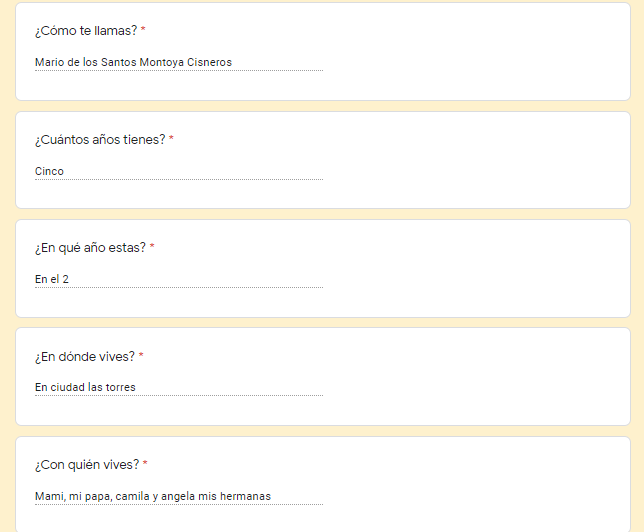 ¿Cómo te llamas? *
Mario de los Santos Montoya Cisneros
¿Cuántos años tienes? *
Cinco
¿En qué año estas? *
En el 2
¿En dónde vives? *
En ciudad las torres
¿Con quién vives? *
Mami, mi papa, camila y angela mis hermanas